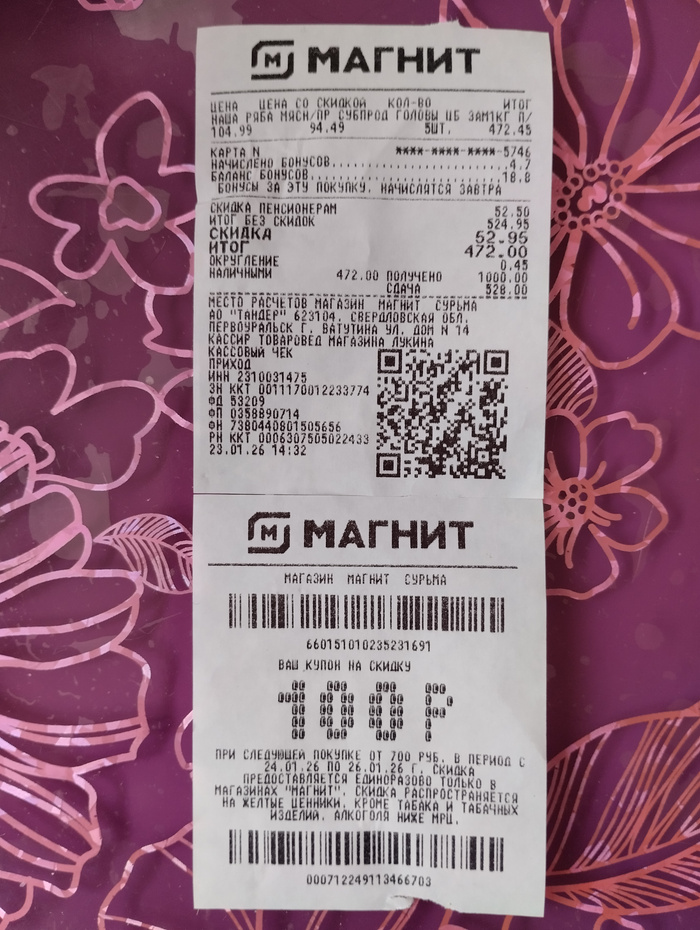 МАГНИТ
ЦЕНА ЦЕНА СО СКИДКОЙ КОЛ-ВО ИТОГ
НАША РЯБА МЯСН/ПР СУБПРОД ГОЛОВЫ ЦБ ЗАМ1КГ П/
104.99 94.49 5ШТ. 472.45
КАРТА N ****-****-****-5746
НАЧИСЛЕНО БОНУСОВ 4.7
БАЛАНС БОНУСОВ 18.8
БОНУСЫ ЗА ЭТУ ПОКУПКУ, НАЧИСЛЯТСЯ ЗАВТРА
СКИДКА ПЕНСИОНЕРАМ 52.50
ИТОГ БЕЗ СКИДОК 524.95
СКИДКА 52.95
ИТОГ 472.00
ОКРУГЛЕНИЕ 0.45
НАЛИЧНЫМИ 472.00 ПОЛУЧЕНО 1000.00
СДАЧА 528.00
МЕСТО РАСЧЕТОВ МАГАЗИН МАГНИТ СУРЬМА
АО "ТАНДЕР" 623104, СВЕРДЛОВСКАЯ ОБЛ,
ПЕРВОУРАЛЬСК Г, ВАТУТИНА УЛ, ДОМ N 14
КАССИР ТОВАРОВЕД МАГАЗИНА ЛУКИНА
КАССОВЫЙ ЧЕК
ПРИХОД
ИНН 2310031475
ЗН ККТ 0011170012233774
ФД 53209
ФП 0358890714
ФН 7380440801505656
РН ККТ 0006307505022433
23.01.26 14:32
МАГНИТ
МАГАЗИН МАГНИТ СУРЬМА
660151010235231691
ВАШ КУПОН НА СКИДКУ
100 ₽
ПРИ СЛЕДУЮЩЕЙ ПОКУПКЕ ОТ 700 РУБ. В ПЕРИОД С
24.01.26 ПО 26.01.26 Г. СКИДКА
ПРЕДОСТАВЛЯЕТСЯ ЕДИНОРАЗОВО ТОЛЬКО В
МАГАЗИНАХ "МАГНИТ". СКИДКА РАСПРОСТРАНЯЕТСЯ
НА ЖЕЛТЫЕ ЦЕННИКИ, КРОМЕ ТАБАКА И ТАБАЧНЫХ
ИЗДЕЛИЙ, АЛКОГОЛЯ НИЖЕ МРЦ.
000712249113466703